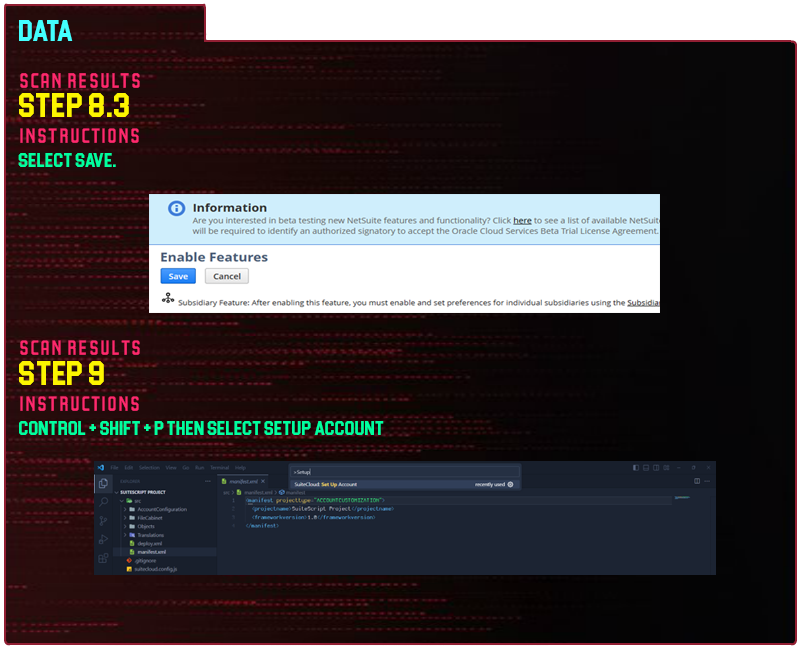 DATA
SCAN RESULTS
STEP 8.3
INSTRUCTIONS
SELECT SAVE.
Information
Are you interested in beta testing new NetSuite features and functionality? Click here to see a list of available NetSuite
will be required to identify an authorized signatory to accept the Oracle Cloud Services Beta Trial License Agreement.
Enable Features
Save Cancel
Subsidiary Feature: After enabling this feature, you must enable and set preferences for individual subsidiaries using the
SCAN RESULTS
STEP 9
INSTRUCTIONS
CONTROL + SHIFT + P THEN SELECT SETUP ACCOUNT
File Edit Selection View Go Run Terminal Help
>Setup
SuiteCloud: Set Up Account recently used
EXPLORER
manifest.xml
SUITESCRIPT PROJECT
src > manifest.xml > manifest
src
AccountConfiguration
FileCabinet
Objects
Translations
deploy.xml
manifest.xml
.gitignore
suitecloud.config.js
1 <manifest projecttype="ACCOUNTCUSTOMIZATION">
2 <projectname>SuiteScript Project</projectname>
3 <frameworkversion>1.0</frameworkversion>
4 </manifest>